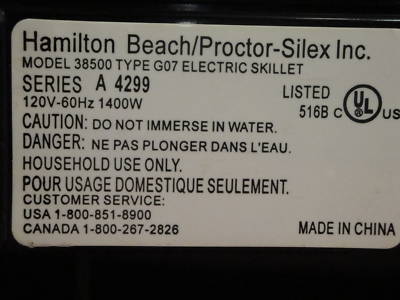 Hamilton Beach/Proctor-Silex Inc.
MODEL 38500 TYPE G07 ELECTRIC SKILLET
SERIES A 4299
120V-60Hz 1400W
LISTED
516B C UL US
CAUTION: DO NOT IMMERSE IN WATER.
DANGER: NE PAS PLONGER DANS L'EAU.
HOUSEHOLD USE ONLY.
POUR USAGE DOMESTIQUE SEULEMENT.
CUSTOMER SERVICE:
USA 1-800-851-8900
CANADA 1-800-267-2826
MADE IN CHINA